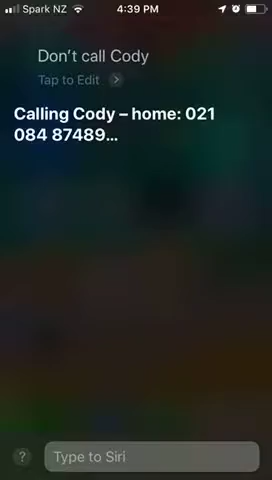 Spark NZ 4:39 PM
Don't call Cody
Tap to Edit
Calling Cody – home: 021
084 87489...
? Type to Siri